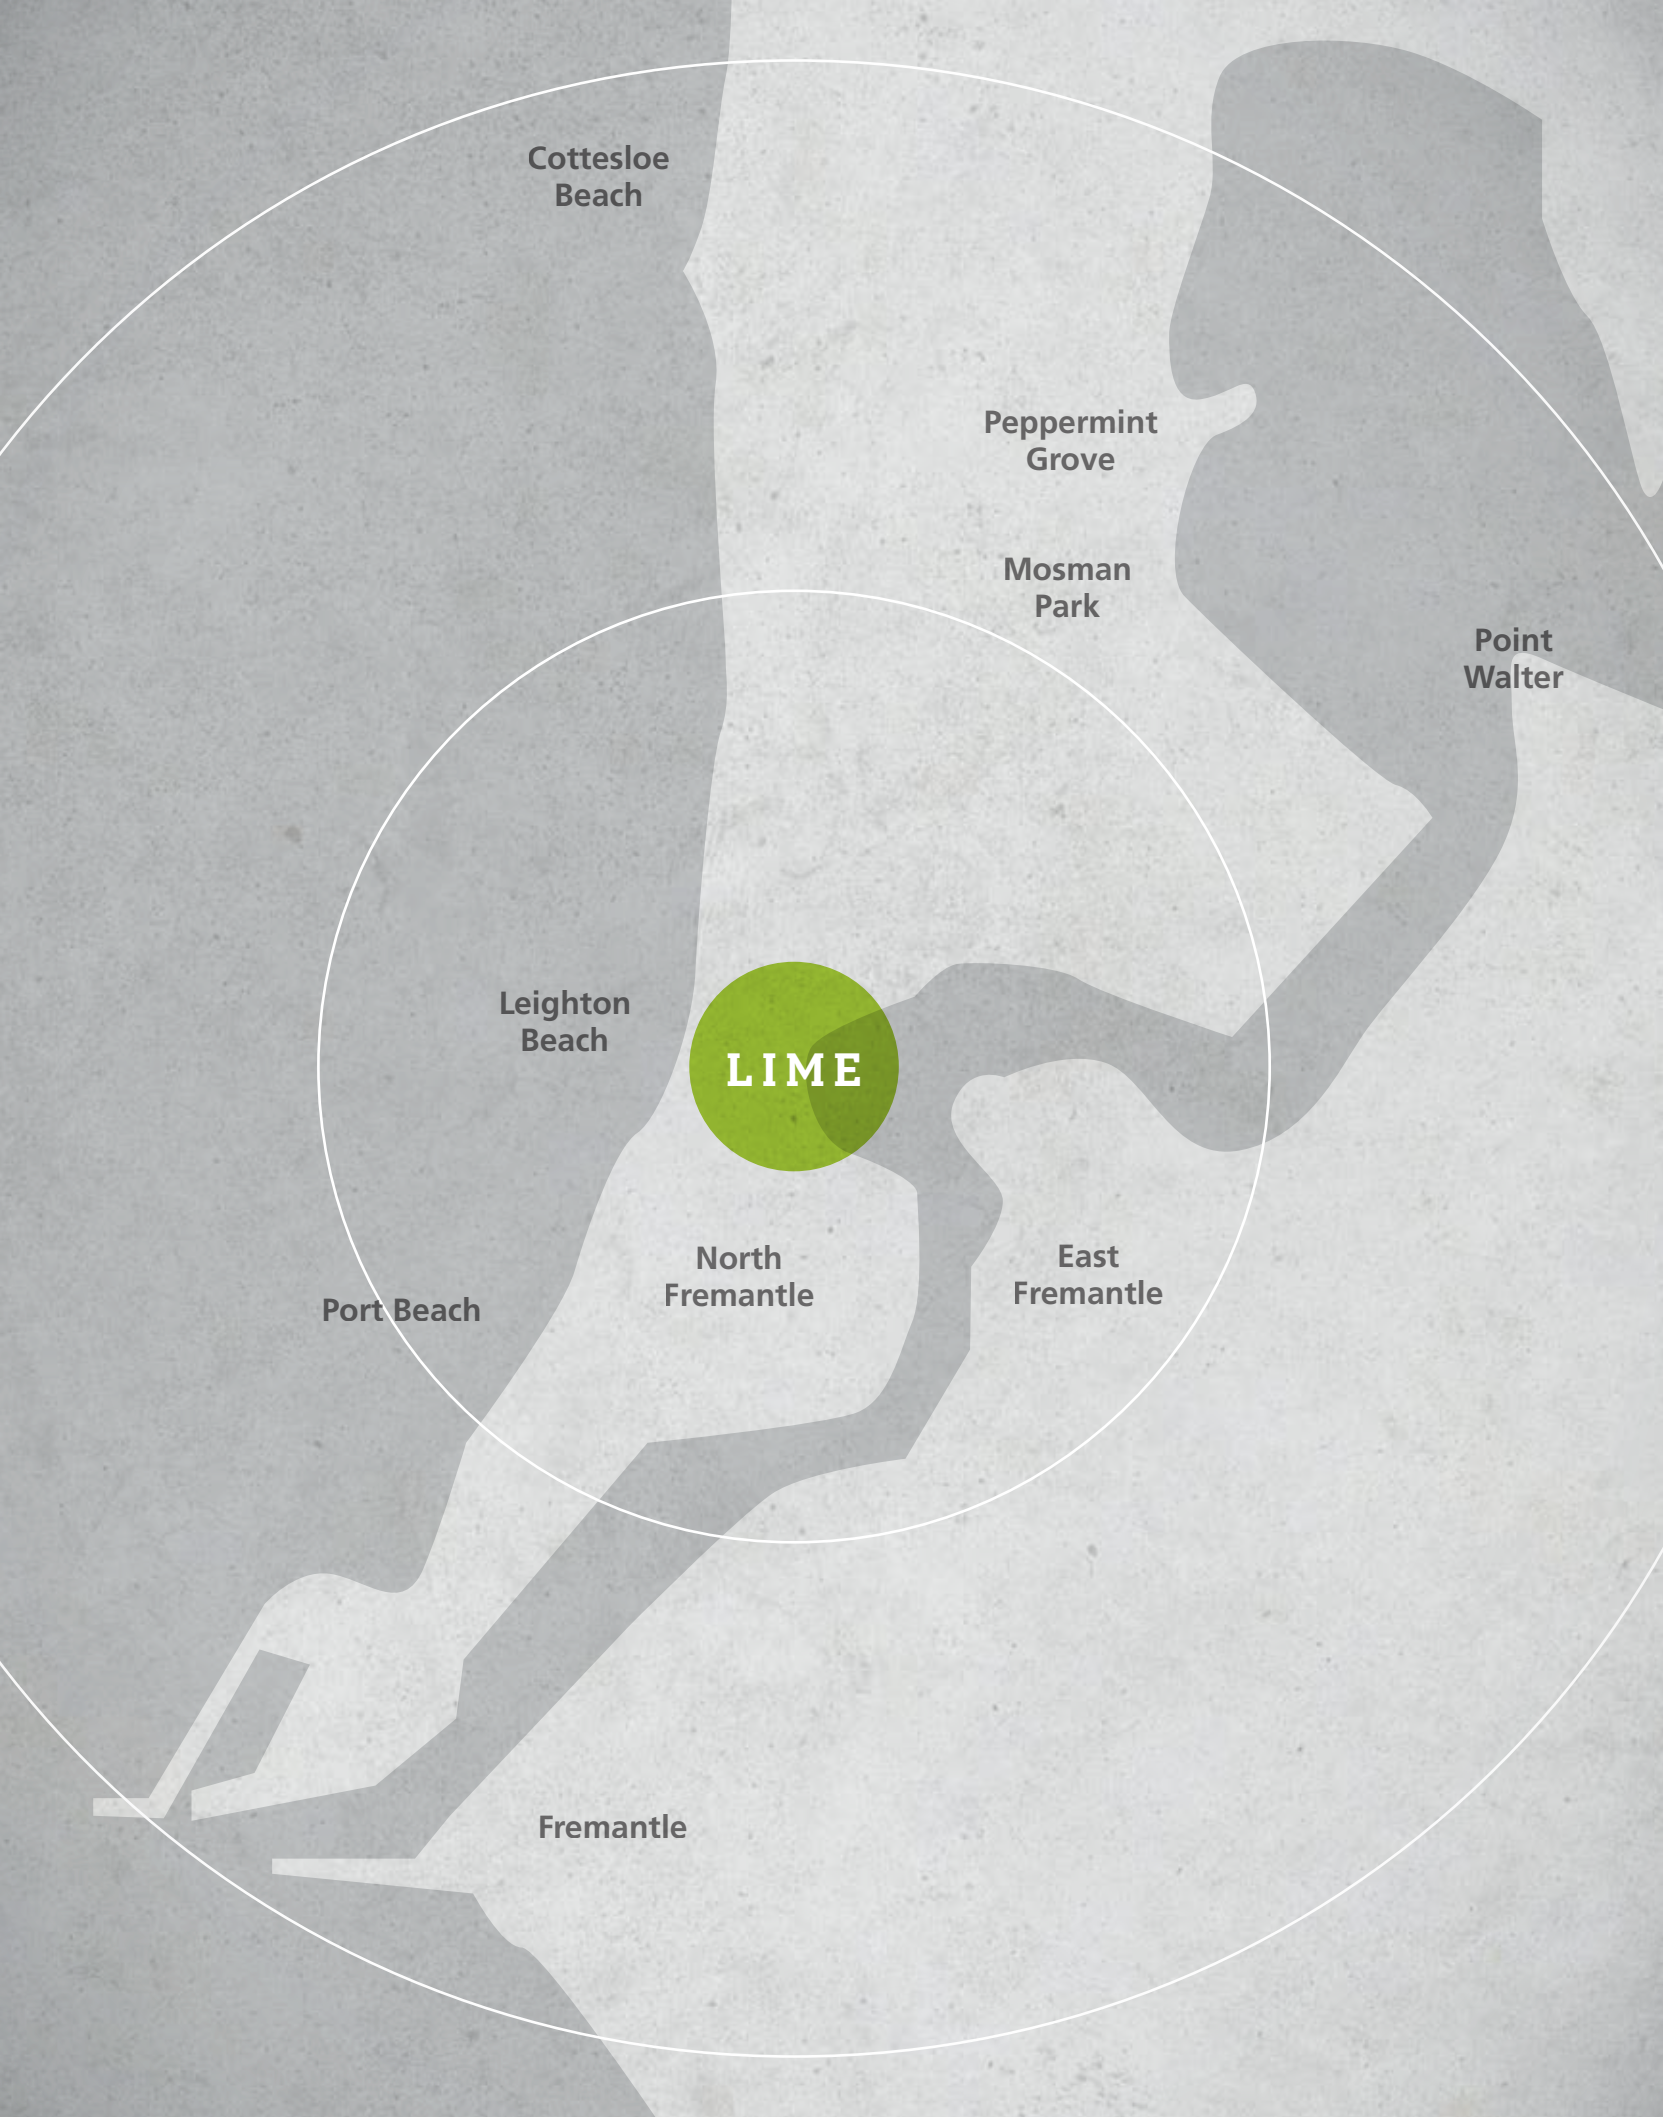 Cottesloe
Beach
Peppermint
Grove
Mosman
Park
Point
Walter
Leighton
Beach
LIME
North
Fremantle
East
Fremantle
Port Beach
Fremantle